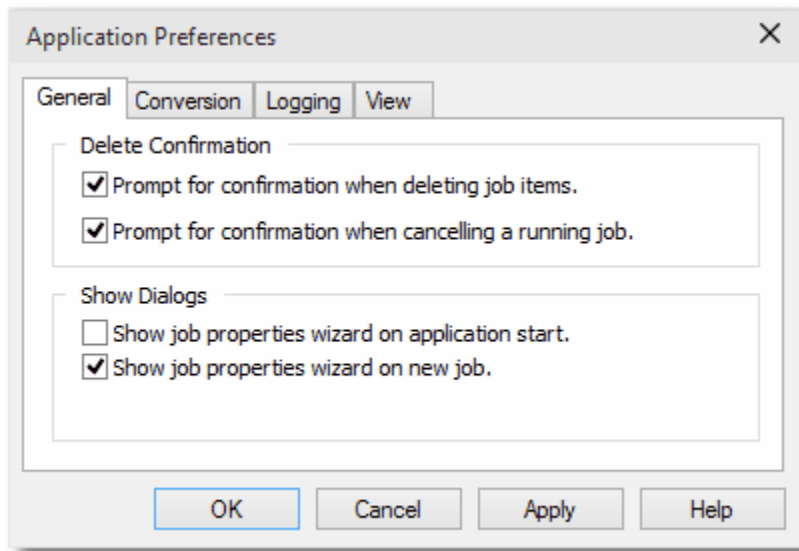 Application Preferences
General Conversion Logging View
Delete Confirmation
Prompt for confirmation when deleting job items.
Prompt for confirmation when cancelling a running job.
Show Dialogs
Show job properties wizard on application start.
Show job properties wizard on new job.
OK Cancel Apply Help